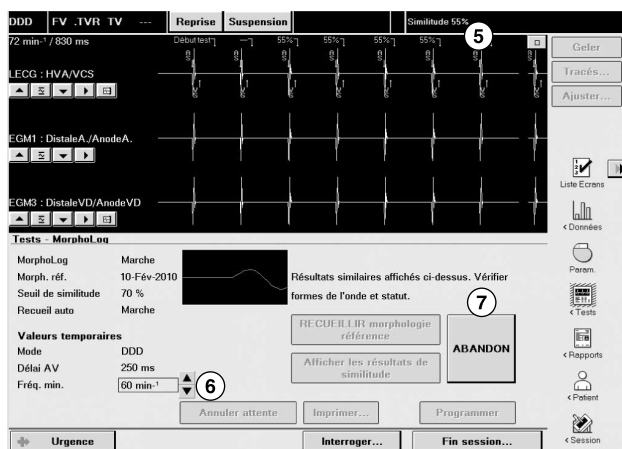 DDD FV .TVR TV --- Reprise Suspension Similitude 55%
72 min-¹ / 830 ms Début test 55% 55% 55% 55% 55% 5
LECG : HVA/VCS
EGM1 : DistaleA./AnodeA.
EGM3 : DistaleVD/AnodeVD
Geler
Tracés...
Ajuster...
Liste Ecrans
< Données
Param.
< Tests
< Rapports
< Patient
< Session
Tests - MorphoLog
MorphoLog Marche
Morph. réf. 10-Fév-2010
Seuil de similitude 70 %
Recueil auto Marche
Résultats similaires affichés ci-dessus. Vérifier
formes de l'onde et statut.
Valeurs temporaires
Mode DDD
Délai AV 250 ms
Fréq. min. 60 min-¹ 6
RECUEILLIR morphologie
référence
Afficher les résultats de
similitude
7
ABANDON
Annuler attente Imprimer... Programmer
Urgence Interroger... Fin session...